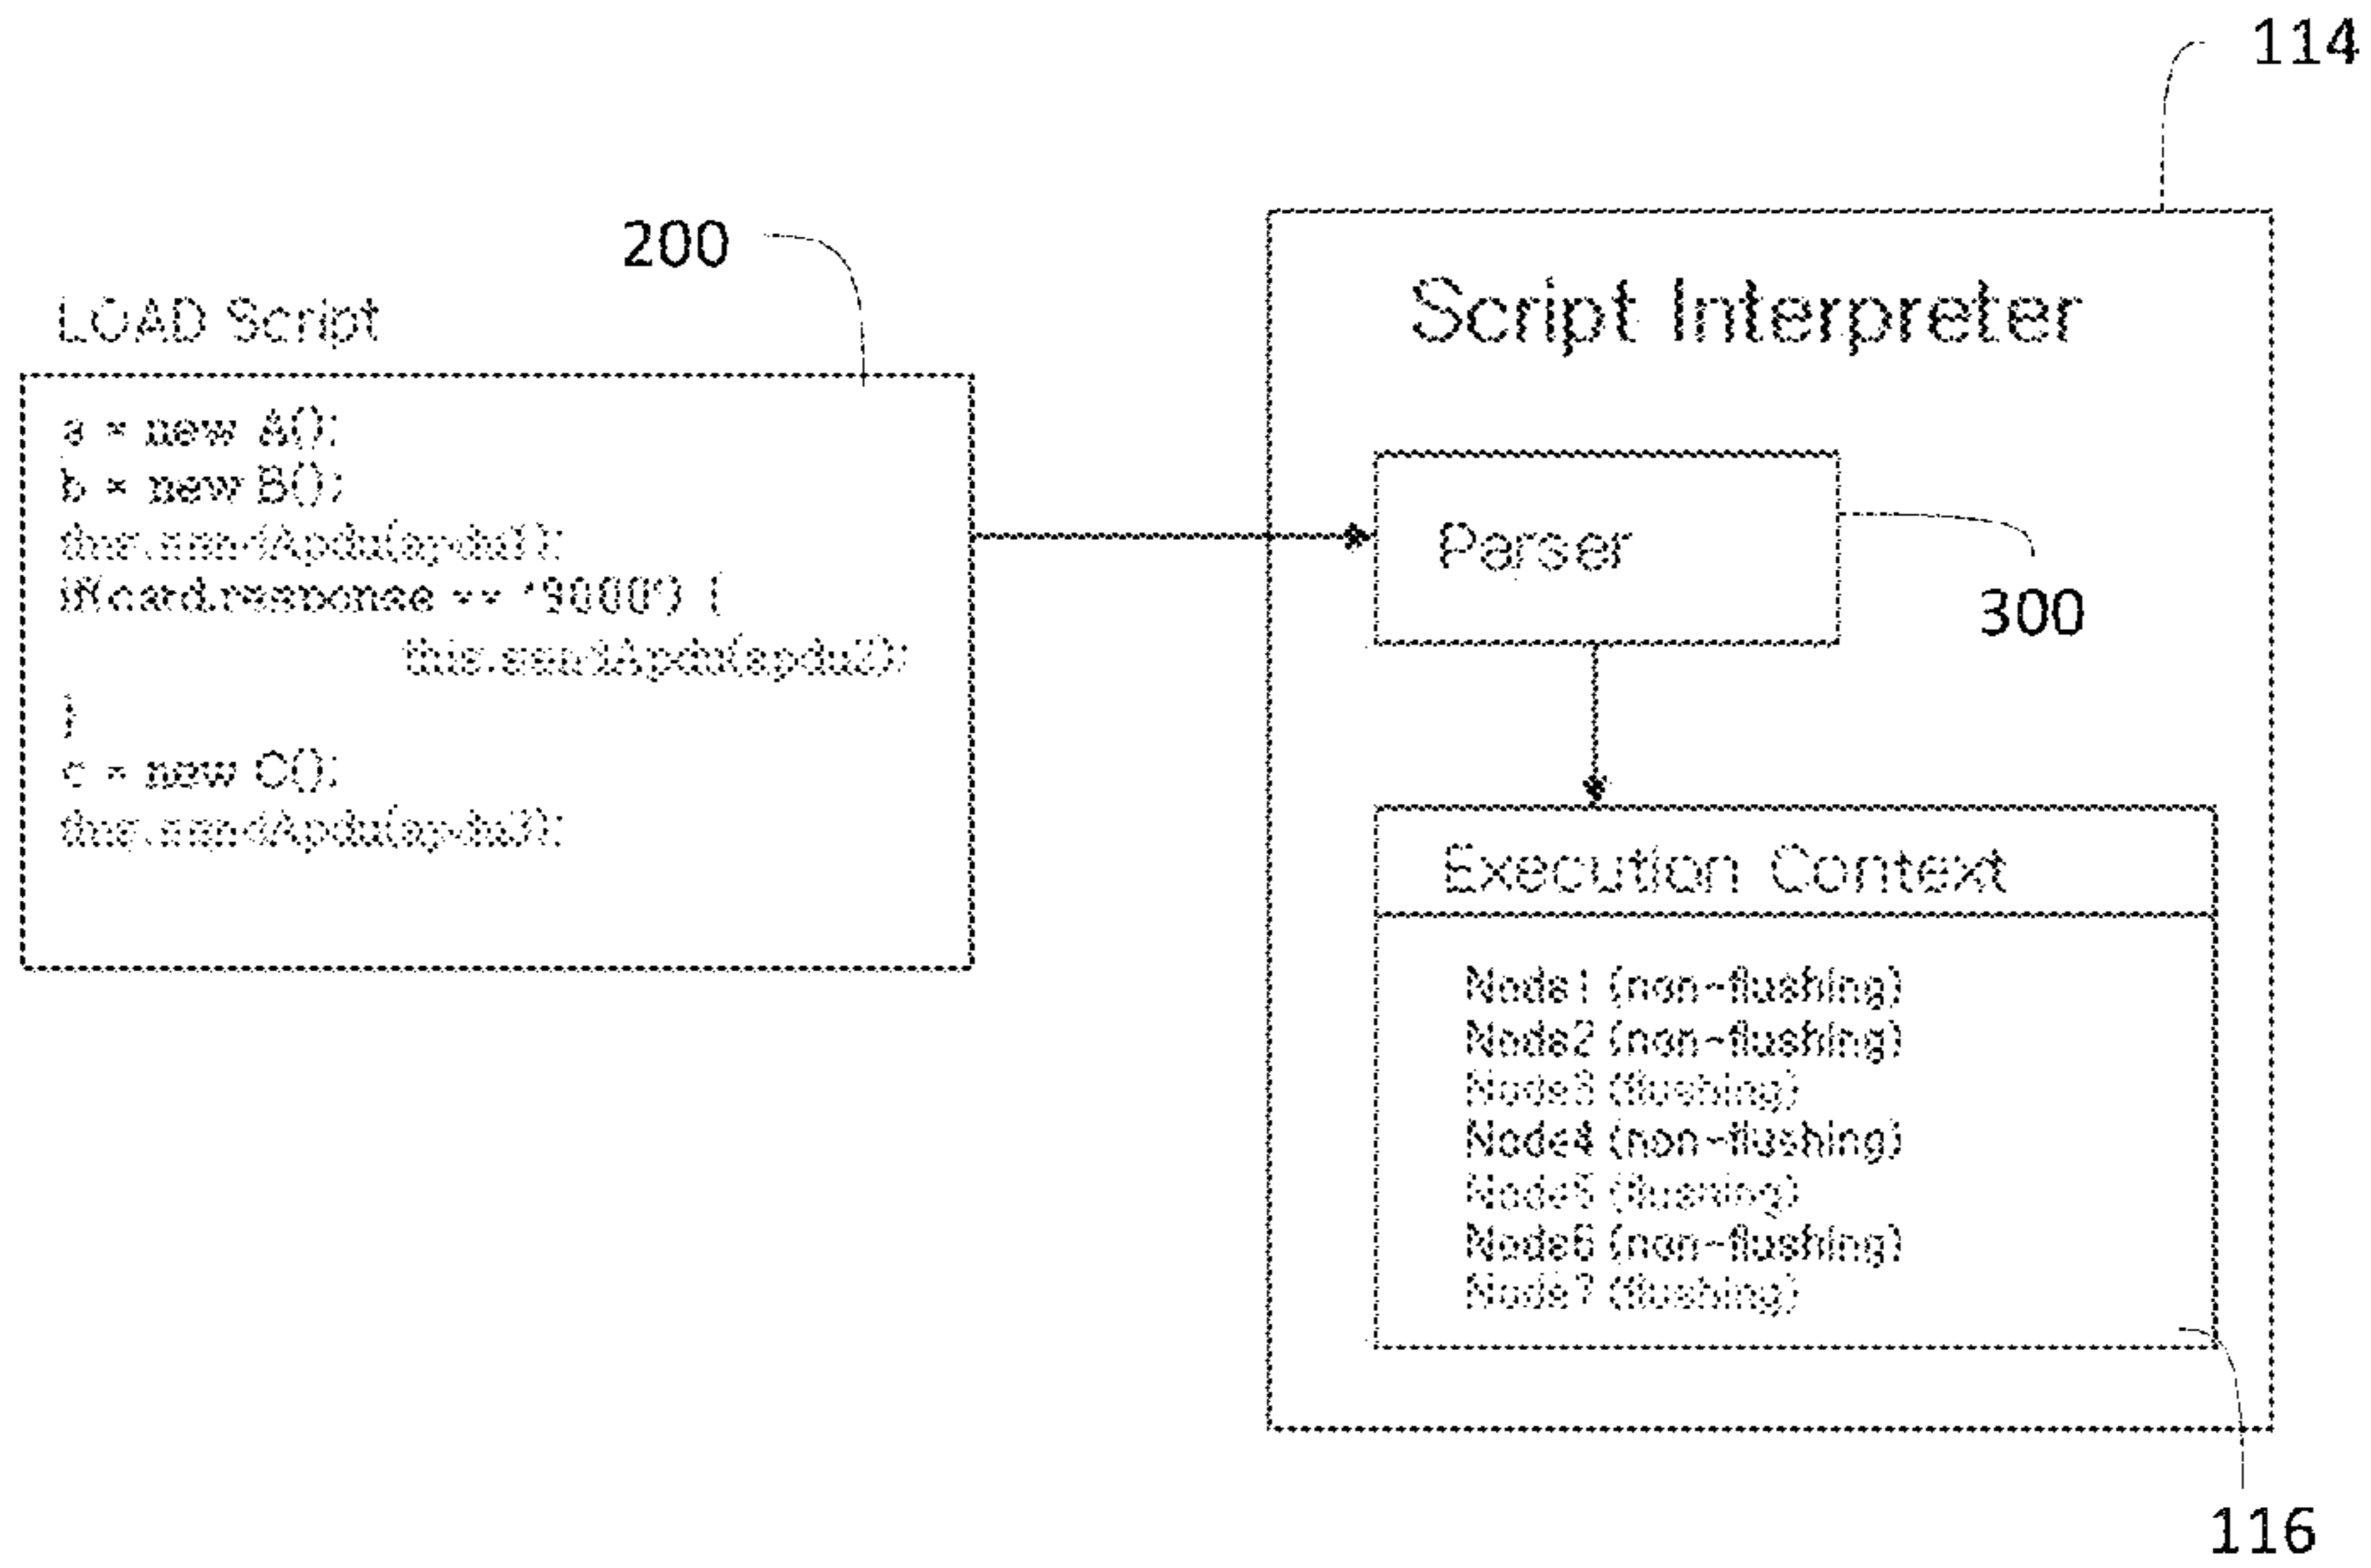 114
200
LOAD Script
a = new A();
b = new B();
this.sendApdu(apdu1);
if(card.response == '9000') {
this.sendApdu(apdu2);
}
c = new C();
this.sendApdu(apdu3);
Script Interpreter
Parser
300
Execution Context
Node1 (non-flushing)
Node2 (non-flushing)
Node3 (flushing)
Node4 (non-flushing)
Node5 (flushing)
Node6 (non-flushing)
Node7 (flushing)
116